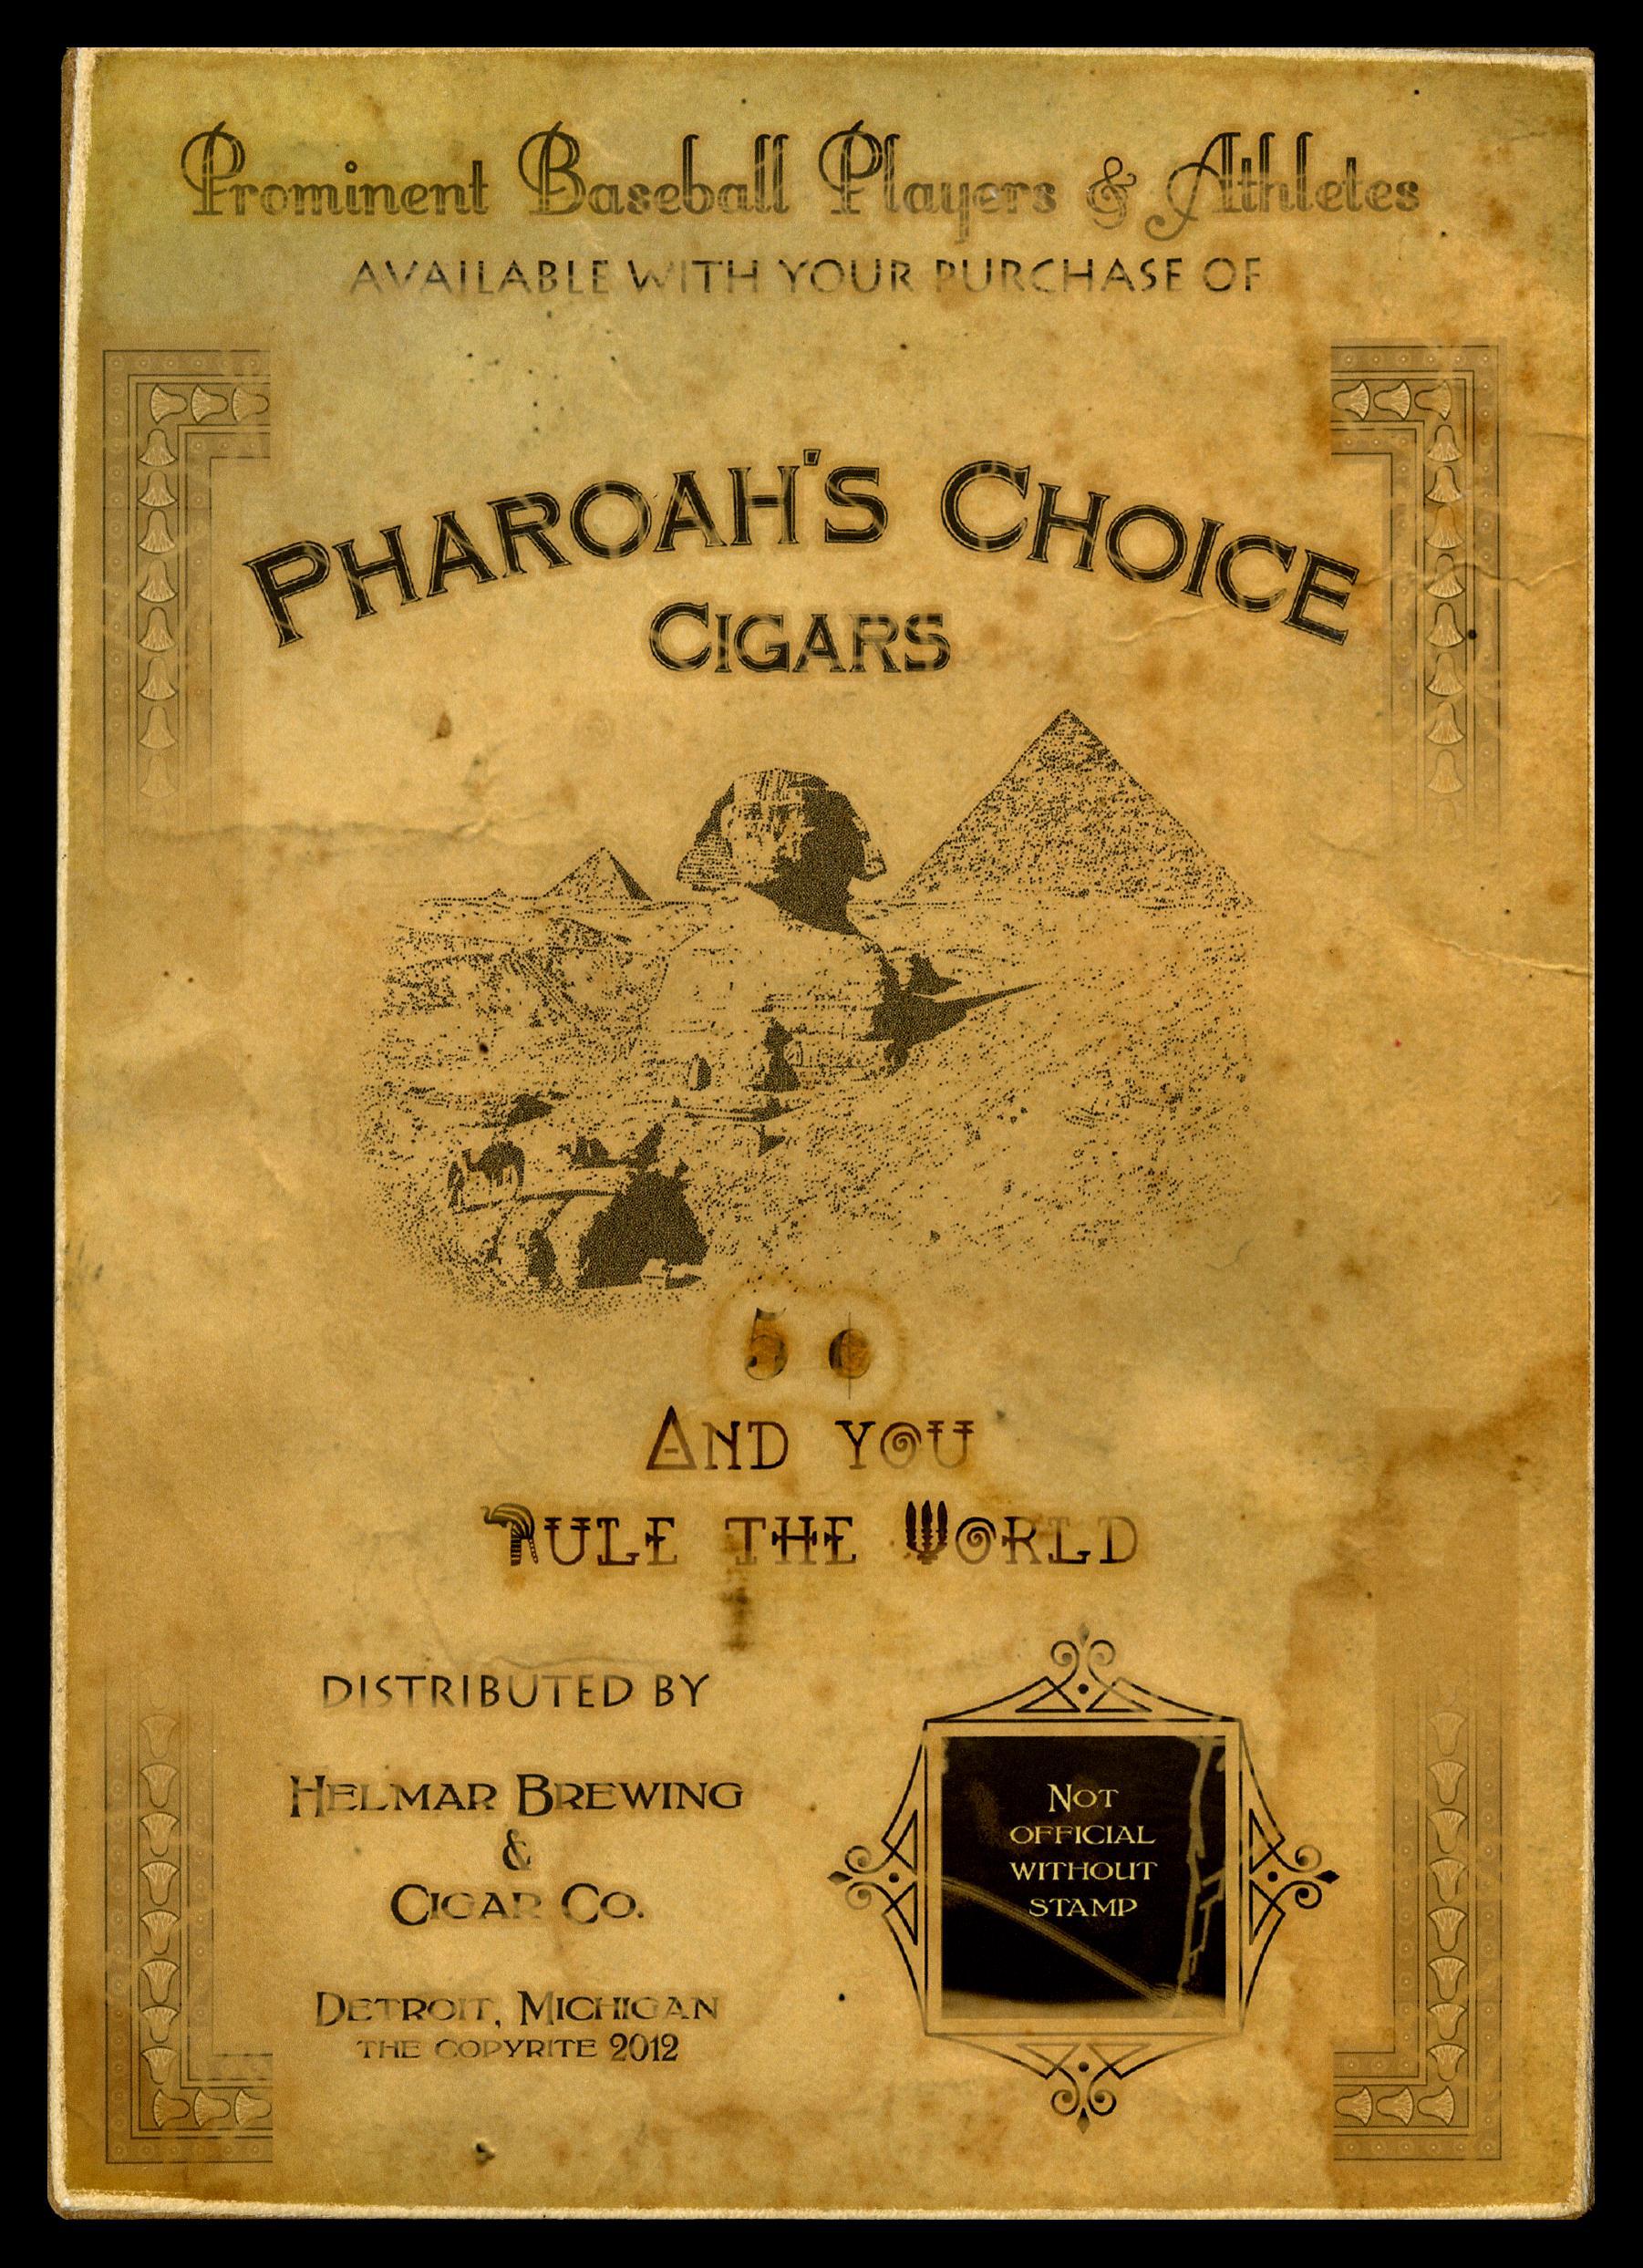 Prominent Baseball Players & Athletes
AVAILABLE WITH YOUR PURCHASE OF
PHAROAH'S CHOICE
CIGARS
5 ¢
AND YOU
RULE THE WORLD
DISTRIBUTED BY
HELMAR BREWING
&
CIGAR CO.
DETROIT, MICHIGAN
THE COPYRITE 2012
NOT
OFFICIAL
WITHOUT
STAMP